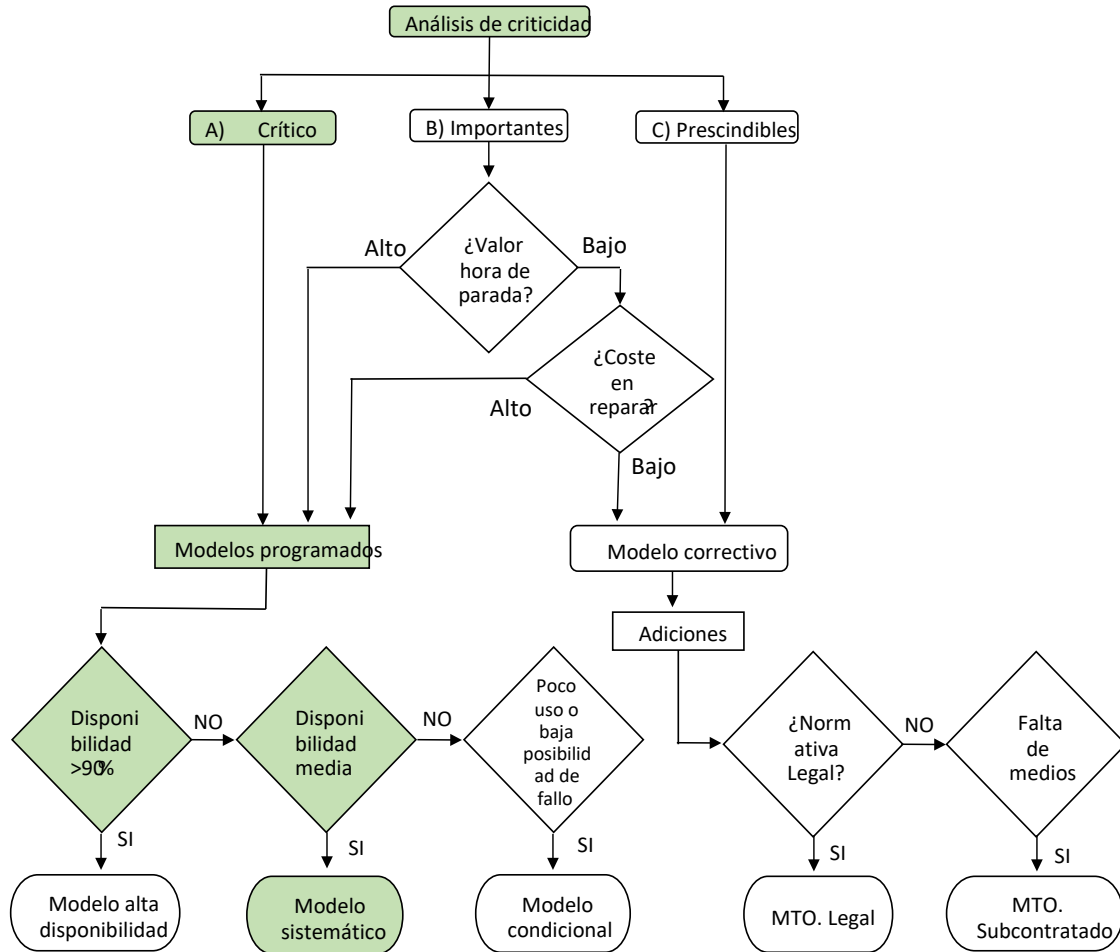 Análisis de criticidad
A) Crítico
B) Importantes
C) Prescindibles
Alto
¿Valor
hora de
parada?
Bajo
Alto
¿Coste
en
reparar?
Bajo
Modelos programados
Modelo correctivo
Adiciones
Disponi
bilidad
>90%
NO
Disponi
bilidad
media
NO
Poco
uso o
baja
posibilid
ad de
fallo
¿Norm
ativa
Legal?
NO
Falta
de
medios
SI
SI
SI
SI
SI
Modelo alta
disponibilidad
Modelo
sistemático
Modelo
condicional
MTO. Legal
MTO.
Subcontratado